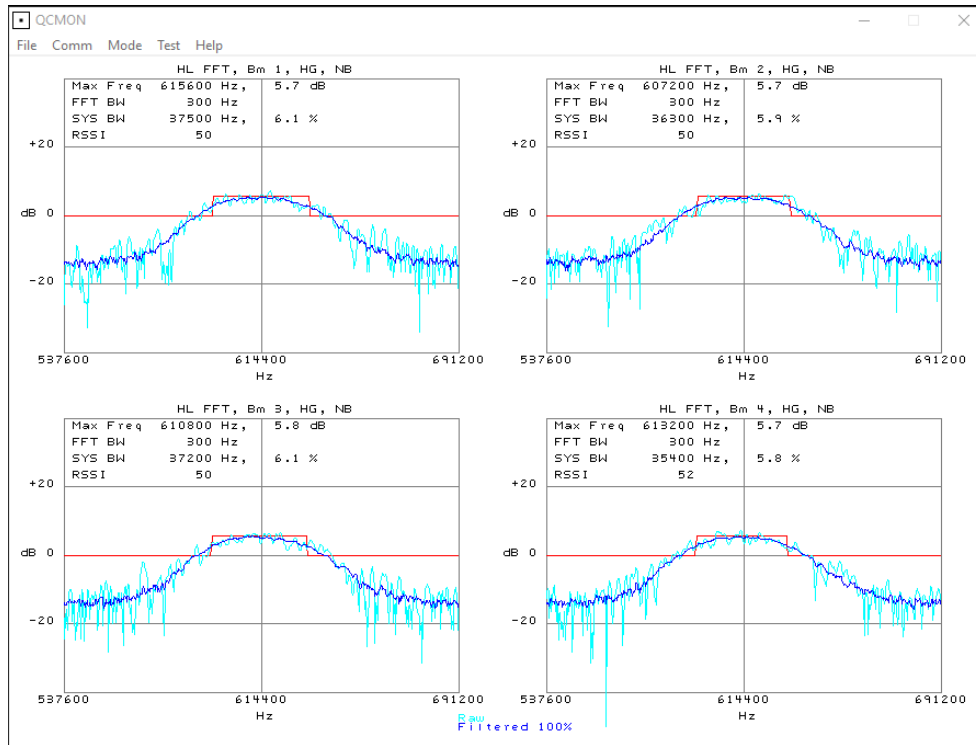 QCMON
File Comm Mode Test Help
HL FFT, Bm 1, HG, NB
Max Freq 615600 Hz, 5.7 dB
FFT BW 300 Hz
SYS BW 37500 Hz, 6.1 %
RSSI 50
+20
dB 0
-20
537600 614400 691200
Hz
HL FFT, Bm 2, HG, NB
Max Freq 607200 Hz, 5.7 dB
FFT BW 300 Hz
SYS BW 36300 Hz, 5.9 %
RSSI 50
+20
dB 0
-20
537600 614400 691200
Hz
HL FFT, Bm 3, HG, NB
Max Freq 610800 Hz, 5.8 dB
FFT BW 300 Hz
SYS BW 37200 Hz, 6.1 %
RSSI 50
+20
dB 0
-20
537600 614400 691200
Hz
HL FFT, Bm 4, HG, NB
Max Freq 613200 Hz, 5.7 dB
FFT BW 300 Hz
SYS BW 35400 Hz, 5.8 %
RSSI 52
+20
dB 0
-20
537600 614400 691200
Hz
Raw
Filtered 100%